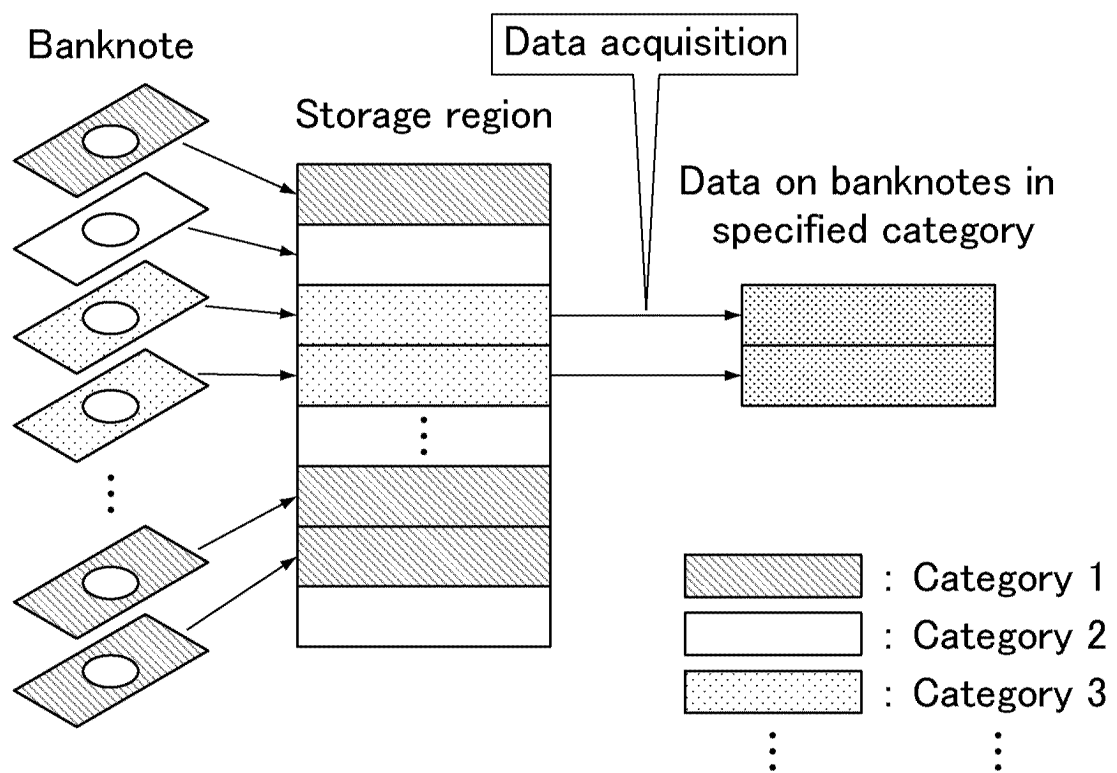 Banknote
Data acquisition
Storage region
Data on banknotes in
specified category
: Category 1
: Category 2
: Category 3